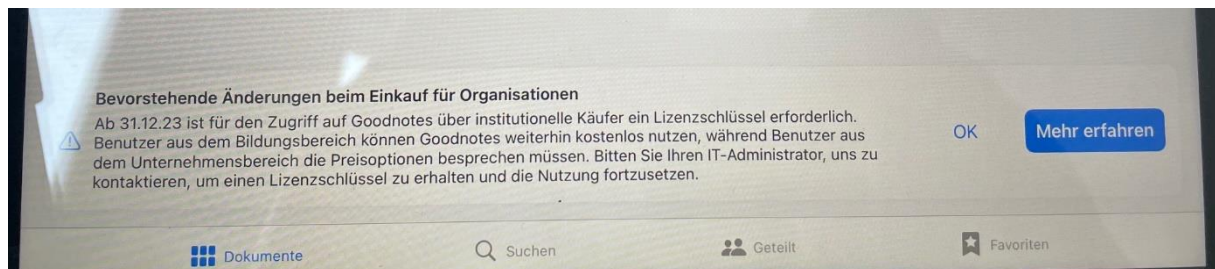 Bevorstehende Änderungen beim Einkauf für Organisationen
Ab 31.12.23 ist für den Zugriff auf Goodnotes über institutionelle Käufer ein Lizenzschlüssel erforderlich.
Benutzer aus dem Bildungsbereich können Goodnotes weiterhin kostenlos nutzen, während Benutzer aus
dem Unternehmensbereich die Preisoptionen besprechen müssen. Bitten Sie Ihren IT-Administrator, uns zu
kontaktieren, um einen Lizenzschlüssel zu erhalten und die Nutzung fortzusetzen.
OK
Mehr erfahren
Dokumente
Suchen
Geteilt
Favoriten